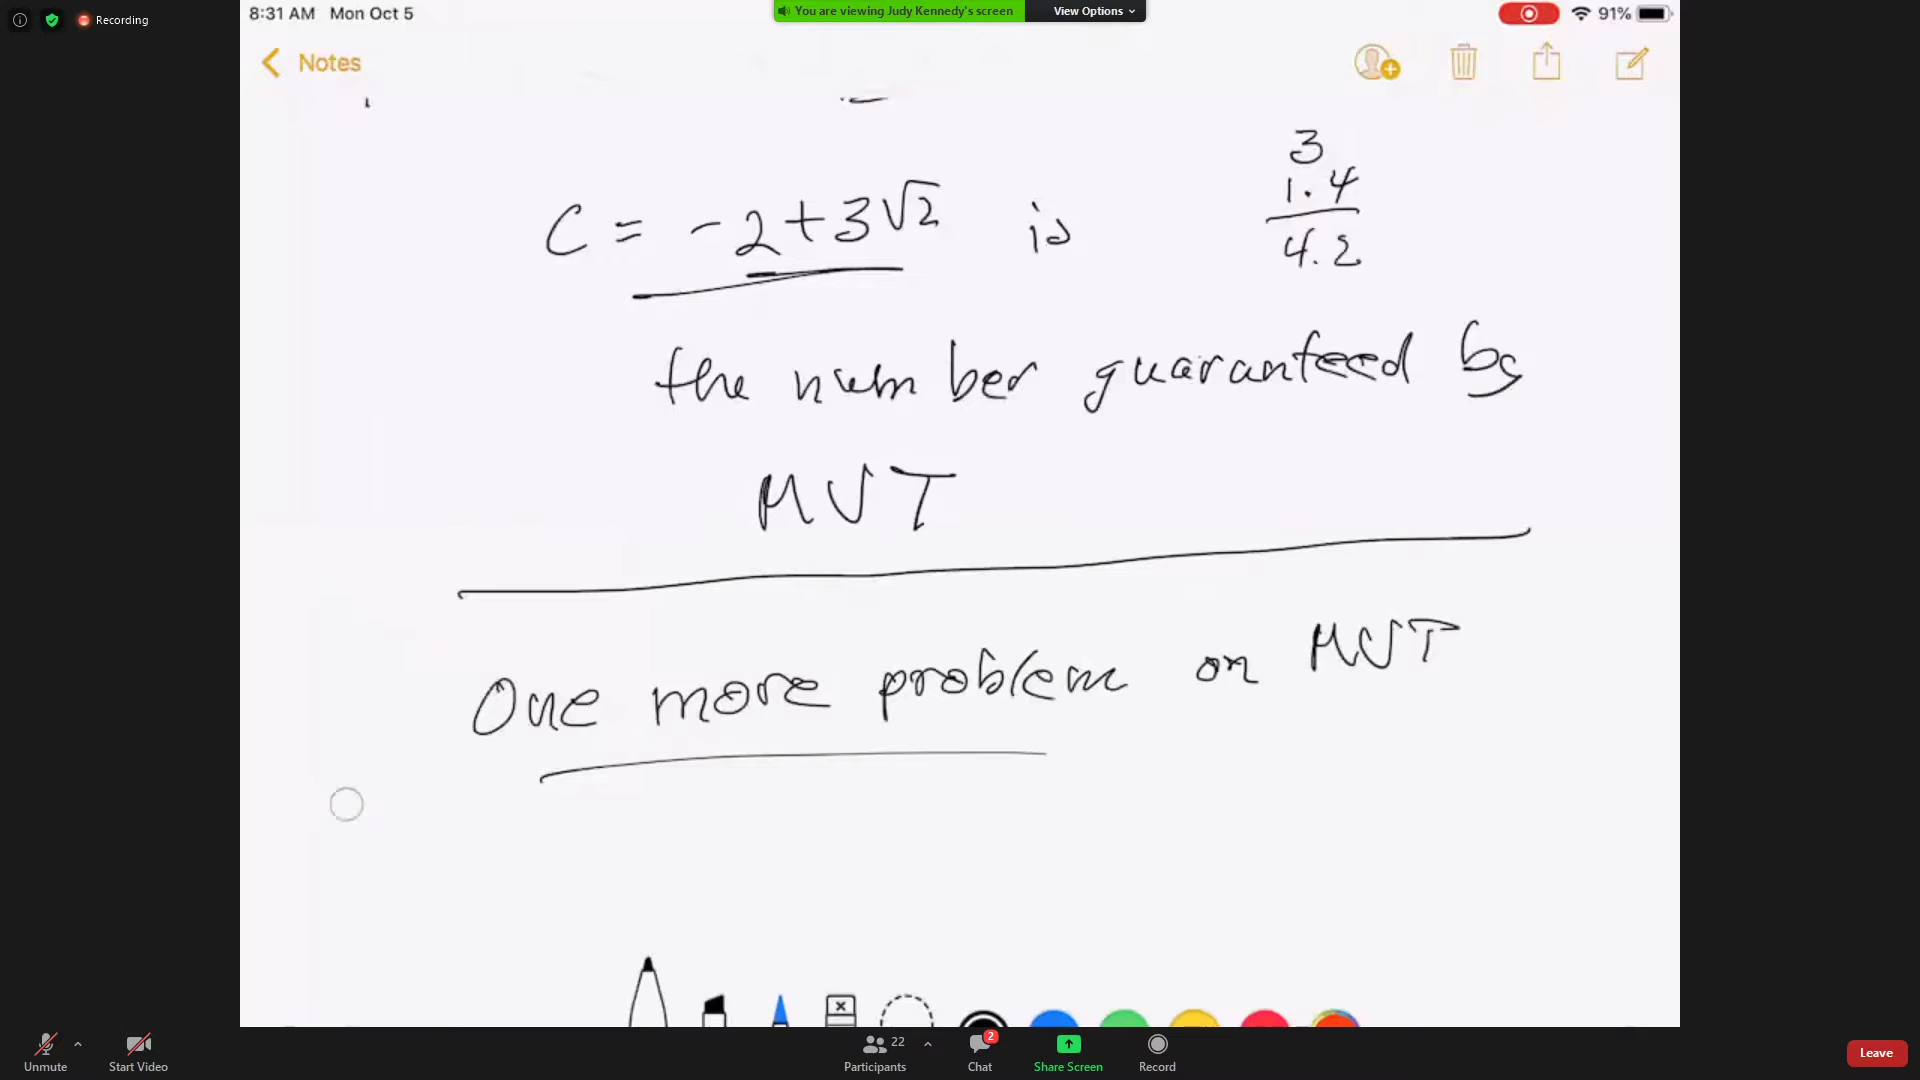 Recording
8:31 AM Mon Oct 5
You are viewing Judy Kennedy's screen
View Options
91%
Notes
3
1.4
4.2
C = -2+3√2 is
the number guaranteed by
MVT
One more problem on MVT
Unmute
Start Video
22
Participants
2
Chat
Share Screen
Record
Leave